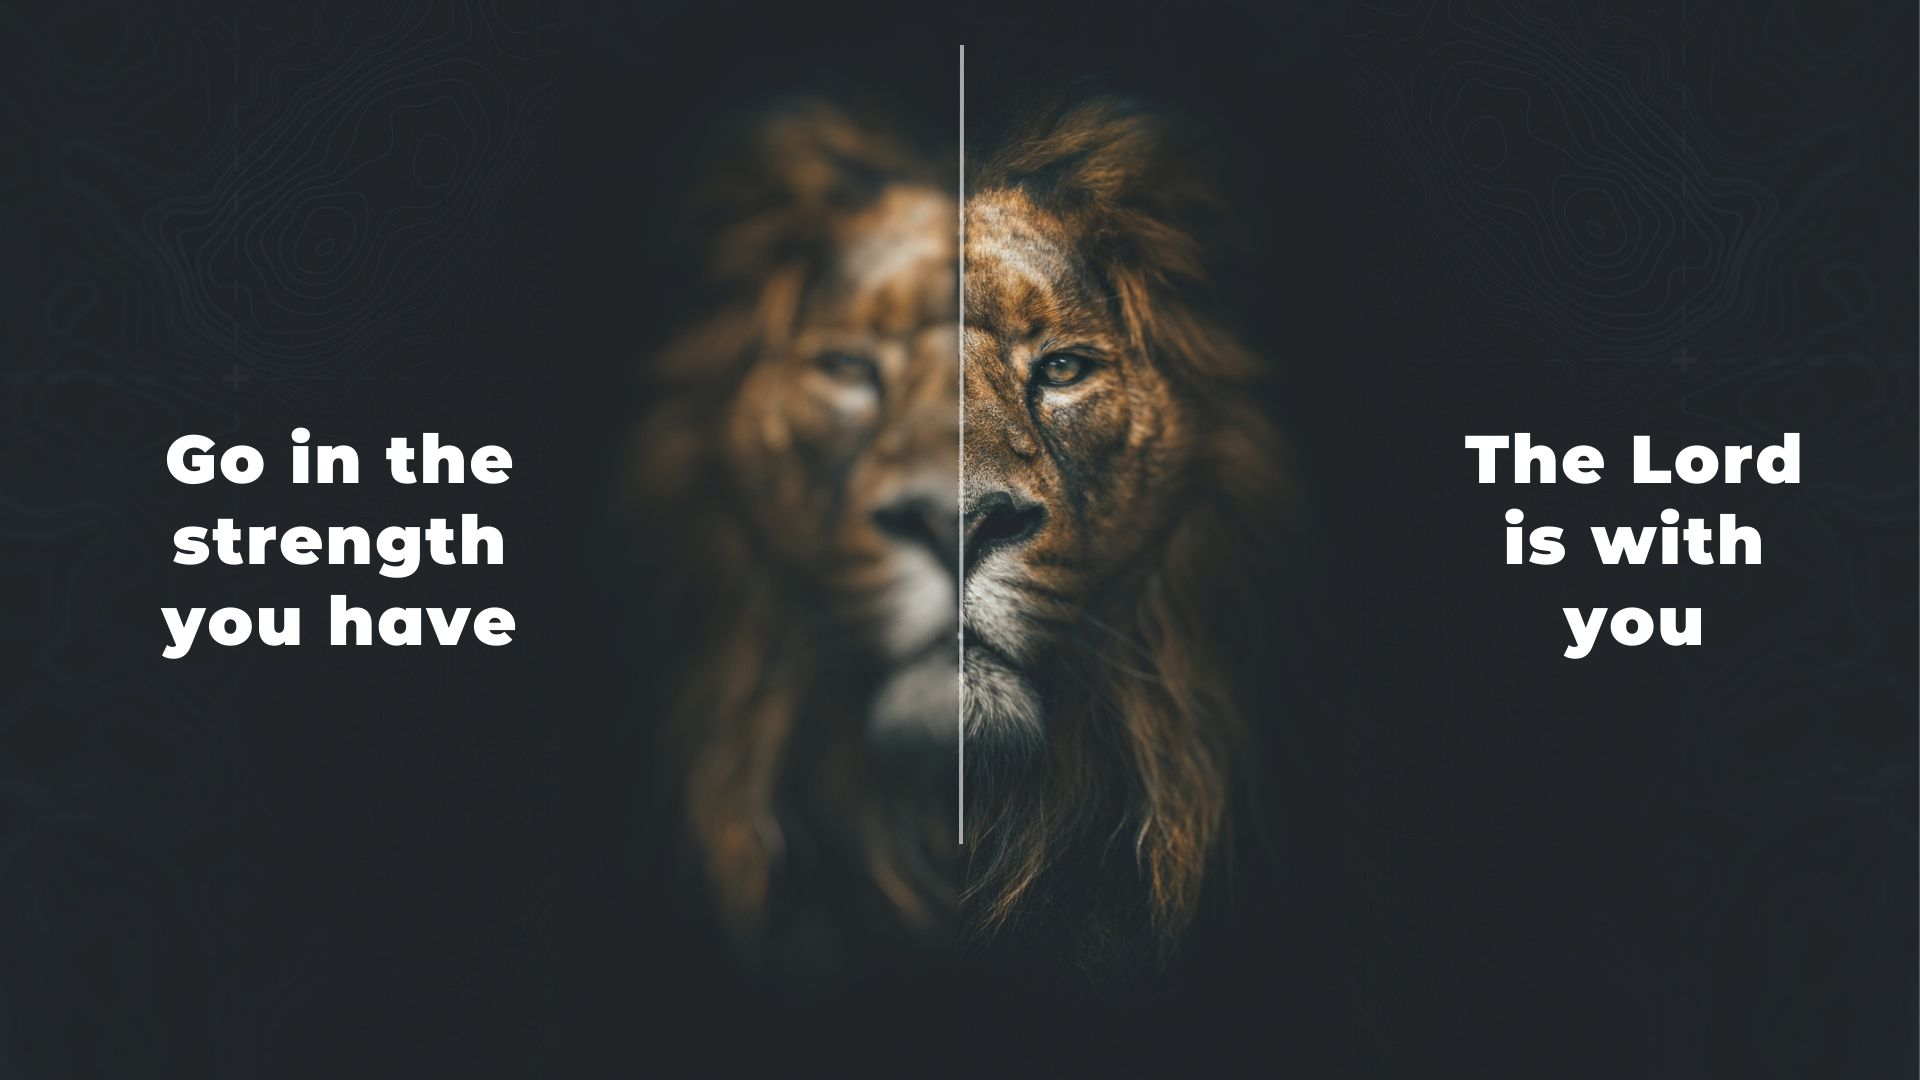 Go in the
strength
you have
The Lord
is with
you